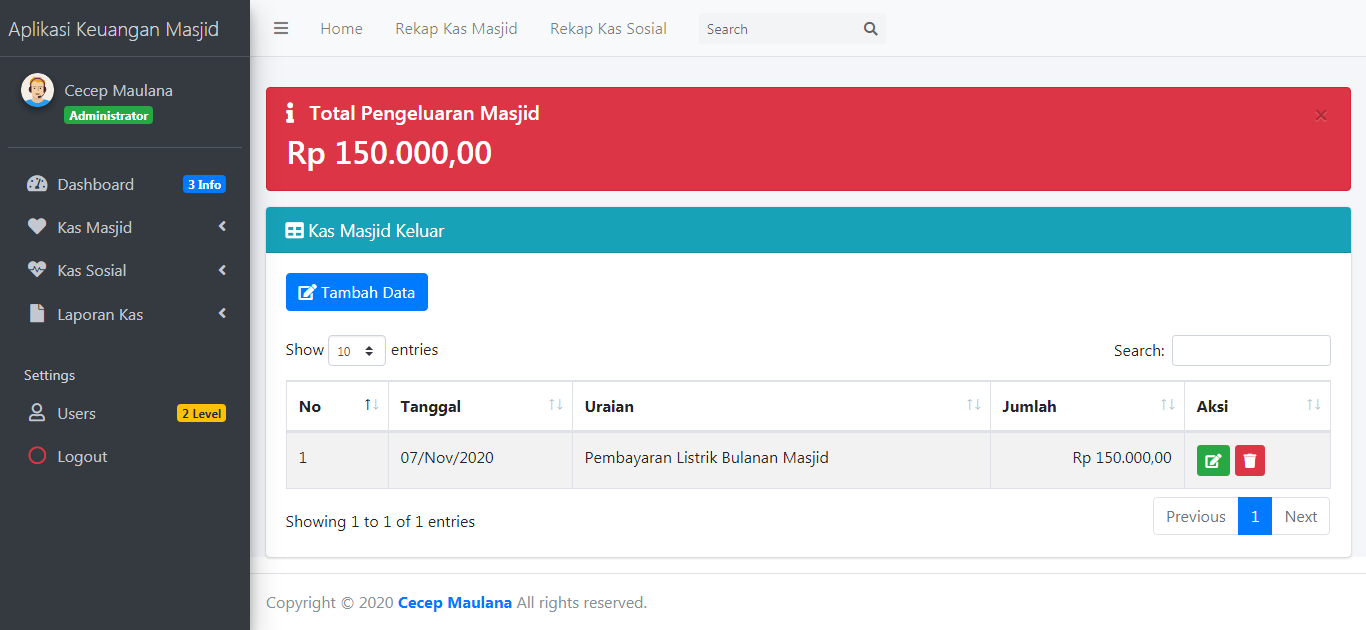 Aplikasi Keuangan Masjid
Cecep Maulana
Administrator
Dashboard 3 Info
Kas Masjid
Kas Sosial
Laporan Kas
Settings
Users 2 Level
Logout
Home Rekap Kas Masjid Rekap Kas Sosial Search
Total Pengeluaran Masjid ×
Rp 150.000,00
Kas Masjid Keluar
Tambah Data
Show 10 entries Search:
No Tanggal Uraian Jumlah Aksi
1 07/Nov/2020 Pembayaran Listrik Bulanan Masjid Rp 150.000,00
Showing 1 to 1 of 1 entries Previous 1 Next
Copyright © 2020 Cecep Maulana All rights reserved.